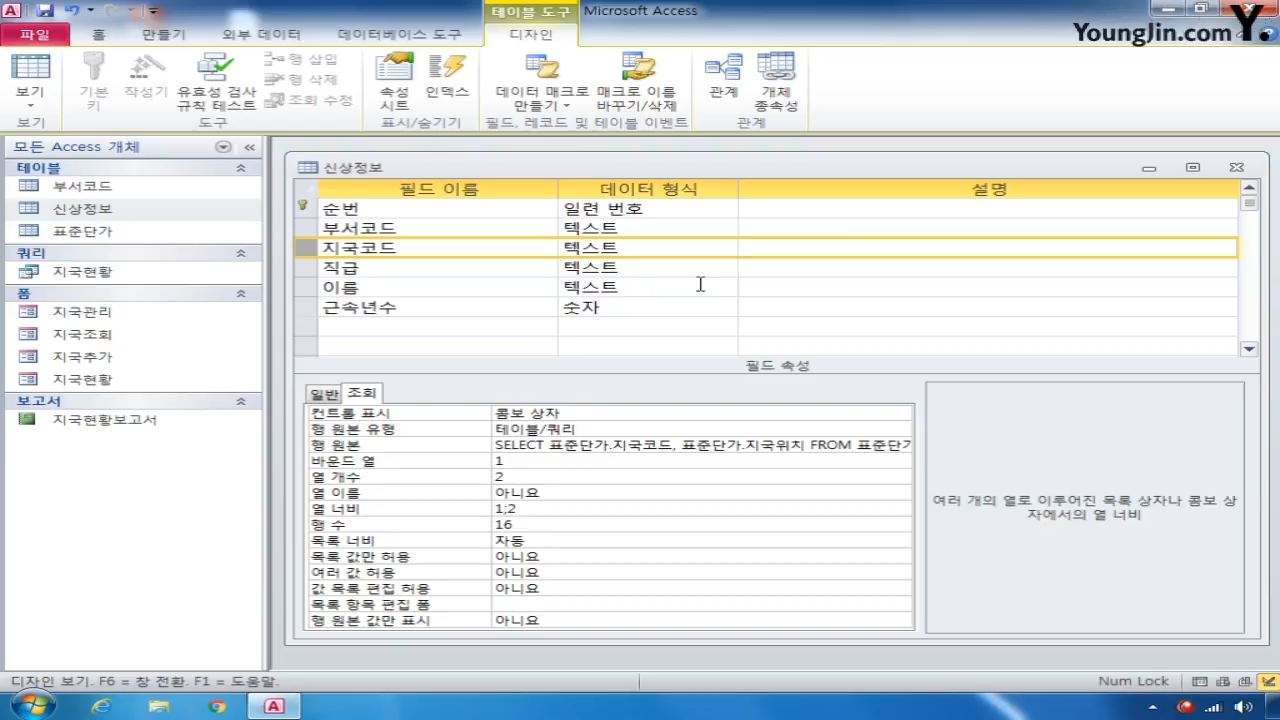 테이블 도구 Microsoft Access
파일 홈 만들기 외부 데이터 데이터베이스 도구 디자인
YoungJin.com Y.
보기
기본 키
작성기
유효성 검사 규칙 테스트
행 삽입
행 삭제
조회 수정
속성 시트
인덱스
데이터 매크로 만들기
매크로 이름 바꾸기/삭제
관계
개체 종속성
보기 도구 표시/숨기기 필드, 레코드 및 테이블 이벤트 관계
모든 Access 개체
테이블
부서코드
신상정보
표준단가
쿼리
지국현황
폼
지국관리
지국조회
지국추가
지국현황
보고서
지국현황보고서
신상정보
필드 이름 데이터 형식 설명
순번 일련 번호
부서코드 텍스트
지국코드 텍스트
직급 텍스트
이름 텍스트
근속년수 숫자
필드 속성
일반 조회
컨트롤 표시 콤보 상자
행 원본 유형 테이블/쿼리
행 원본 SELECT 표준단가.지국코드, 표준단가.지국위치 FROM 표준단가
바운드 열 1
열 개수 2
열 이름 아니요
열 너비 1;2
행 수 16
목록 너비 자동
목록 값만 허용 아니요
여러 값 허용 아니요
값 목록 편집 허용 아니요
목록 항목 편집 폼
행 원본 값만 표시 아니요
여러 개의 열로 이루어진 목록 상자나 콤보 상
자에서의 열 너비
디자인 보기. F6 = 창 전환. F1 = 도움말.
Num Lock